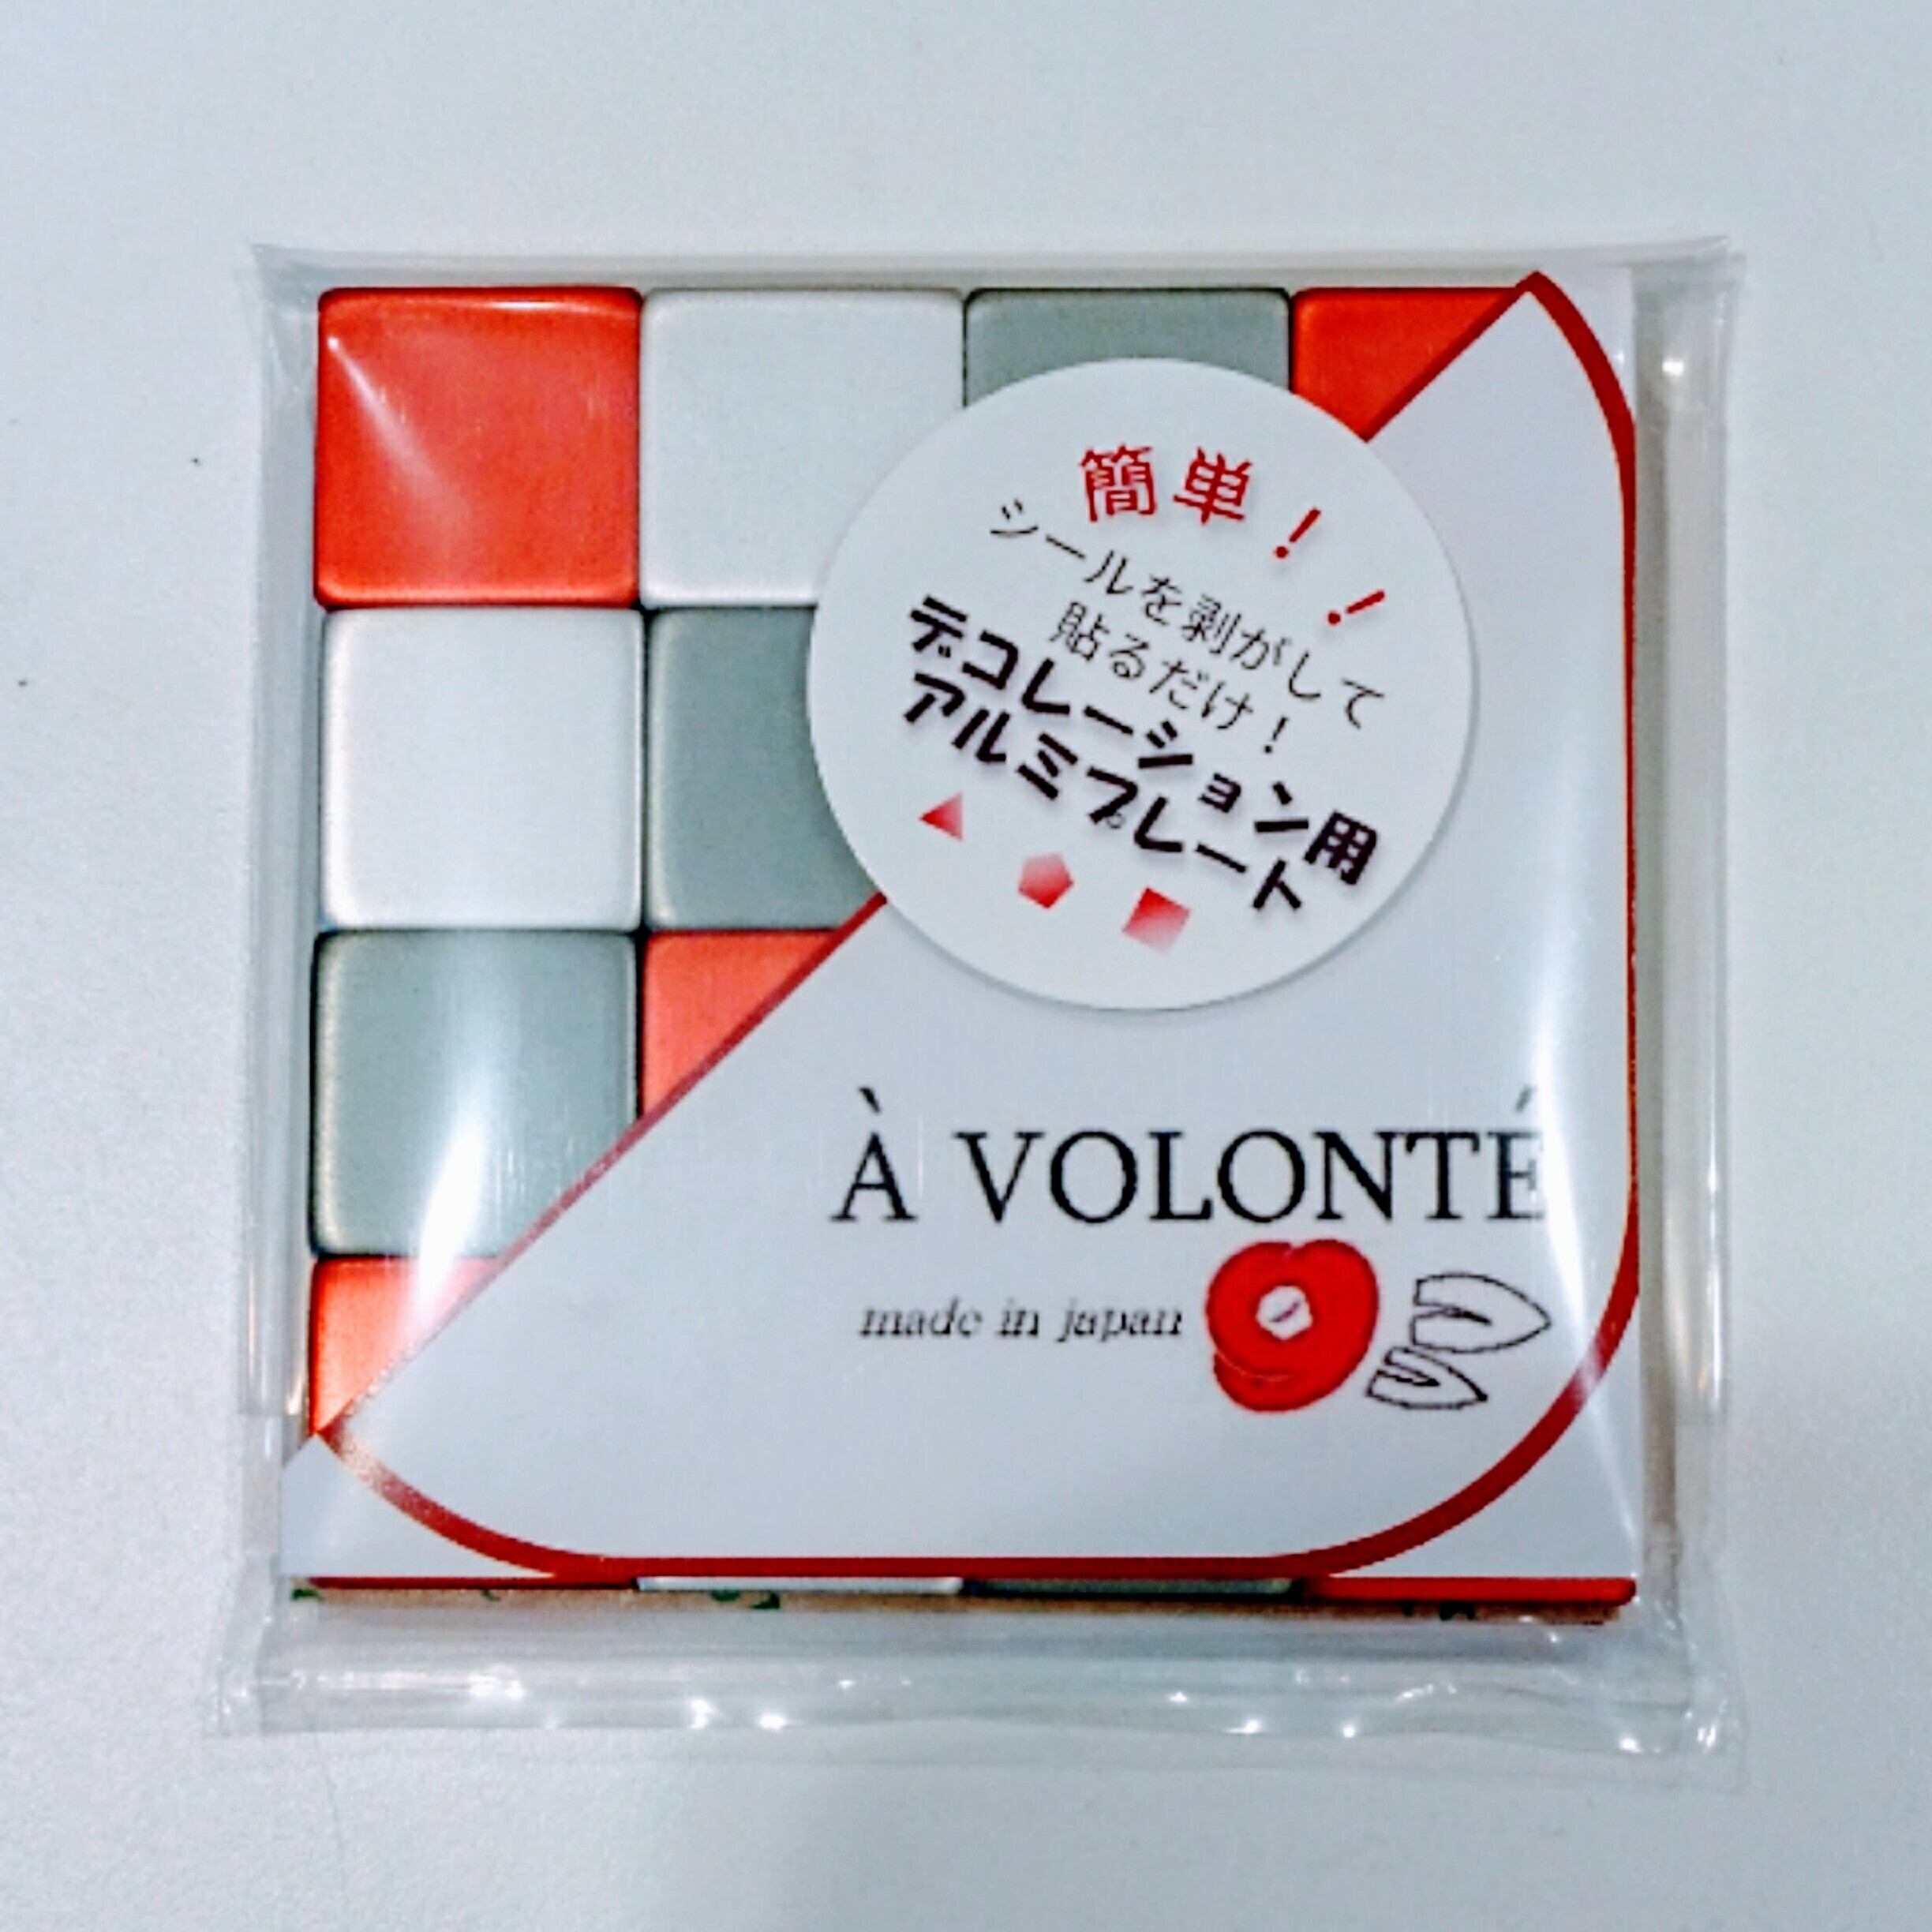 簡単！！
シールを剥がして
貼るだけ！
デコレーション用
アルミプレート
À VOLONTÉ
made in japan